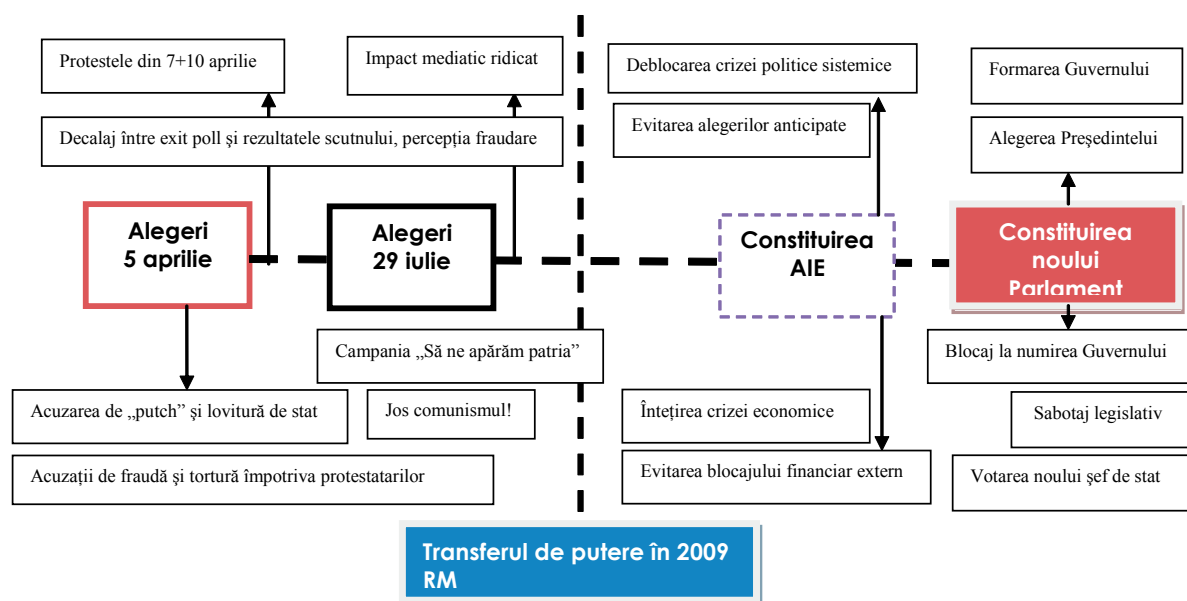 Protestele din 7+10 aprilie
Impact mediatic ridicat
Decalaj între exit poll şi rezultatele scutnului, percepţia fraudare
Deblocarea crizei politice sistemice
Evitarea alegerilor anticipate
Formarea Guvernului
Alegerea Preşedintelui
Alegeri
5 aprilie
Alegeri
29 iulie
Constituirea
AIE
Constituirea
noului
Parlament
Campania „Să ne apărăm patria”
Jos comunismul!
Acuzarea de „putch” şi lovitură de stat
Acuzaţii de fraudă şi tortură împotriva protestatarilor
Înteţirea crizei economice
Evitarea blocajului financiar extern
Blocaj la numirea Guvernului
Sabotaj legislativ
Votarea noului şef de stat
Transferul de putere în 2009
RM